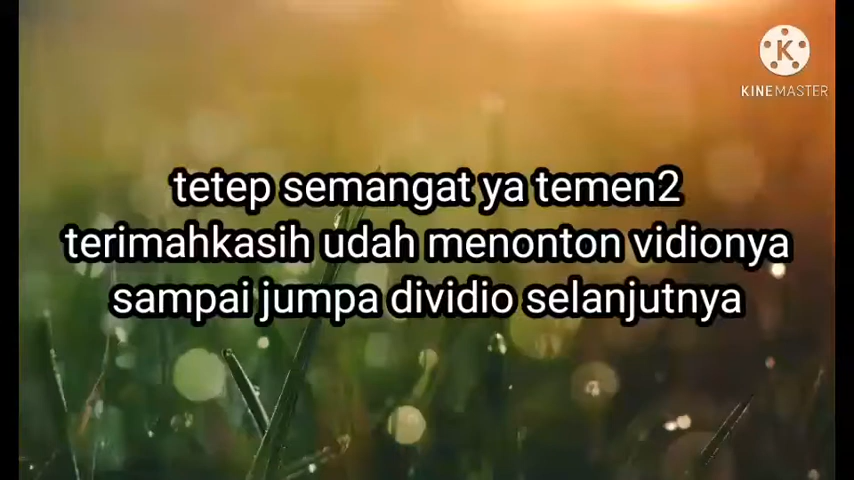 K
KINEMASTER
tetep semangat ya temen2
terimahkasih udah menonton vidionya
sampai jumpa dividio selanjutnya